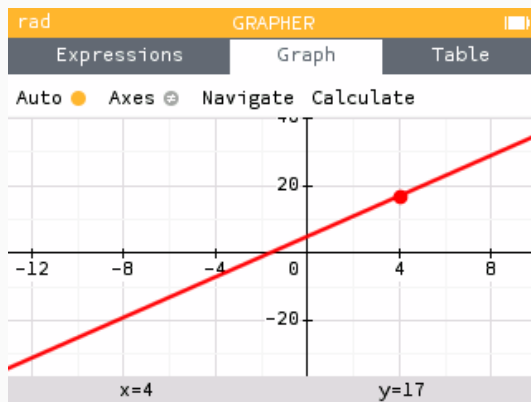 rad GRAPHER
Expressions Graph Table
Auto Axes Navigate Calculate
40
20
-12 -8 -4 0 4 8
-20
x=4 y=17